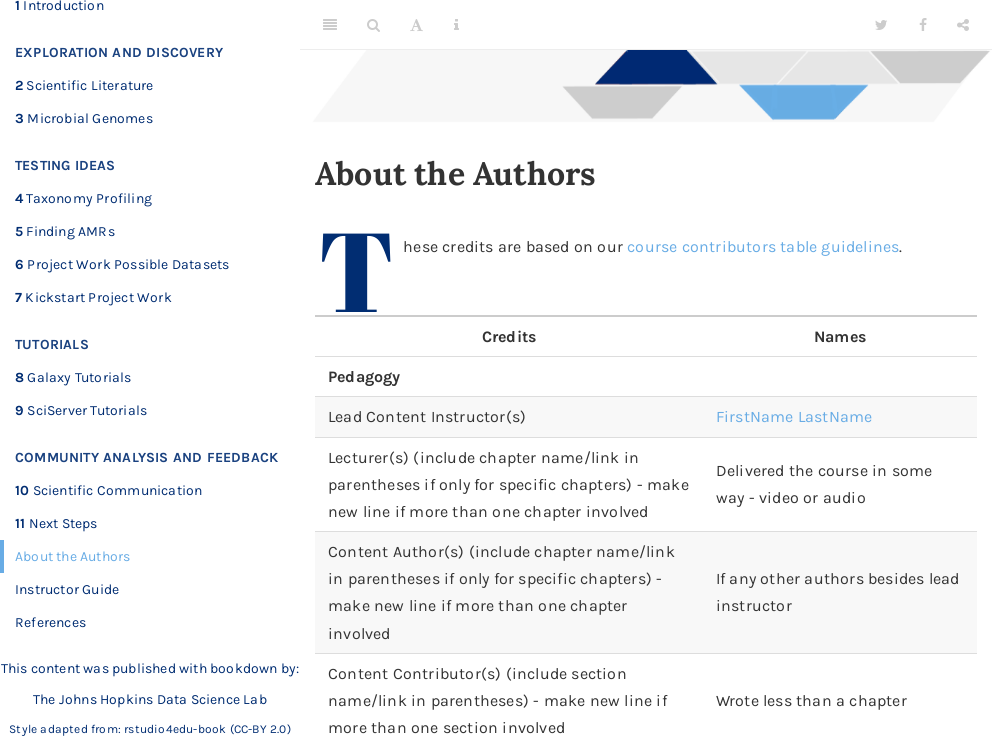 1 Introduction
EXPLORATION AND DISCOVERY
2 Scientific Literature
3 Microbial Genomes
TESTING IDEAS
4 Taxonomy Profiling
5 Finding AMRs
6 Project Work Possible Datasets
7 Kickstart Project Work
TUTORIALS
8 Galaxy Tutorials
9 SciServer Tutorials
COMMUNITY ANALYSIS AND FEEDBACK
10 Scientific Communication
11 Next Steps
About the Authors
Instructor Guide
References
This content was published with bookdown by:
The Johns Hopkins Data Science Lab
Style adapted from: rstudio4edu-book (CC-BY 2.0)
About the Authors
These credits are based on our course contributors table guidelines.
Credits Names
Pedagogy
Lead Content Instructor(s) FirstName LastName
Lecturer(s) (include chapter name/link in
parentheses if only for specific chapters) - make
new line if more than one chapter involved
Delivered the course in some
way - video or audio
Content Author(s) (include chapter name/link
in parentheses if only for specific chapters) -
make new line if more than one chapter
involved
If any other authors besides lead
instructor
Content Contributor(s) (include section
name/link in parentheses) - make new line if
more than one section involved
Wrote less than a chapter